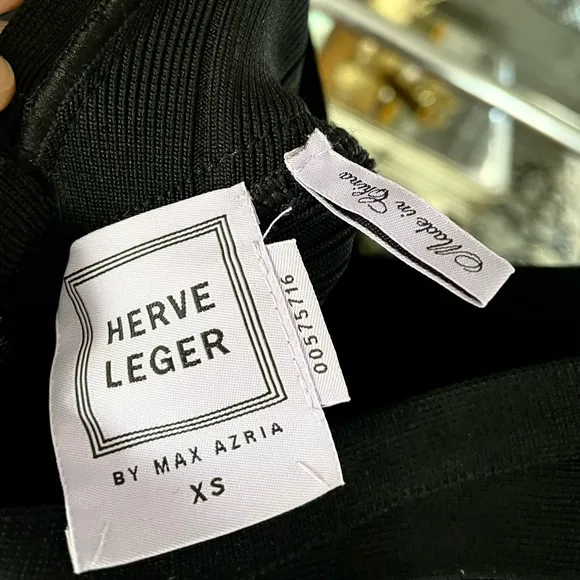 HERVE
LEGER
BY MAX AZRIA
XS
00575716
Made in China